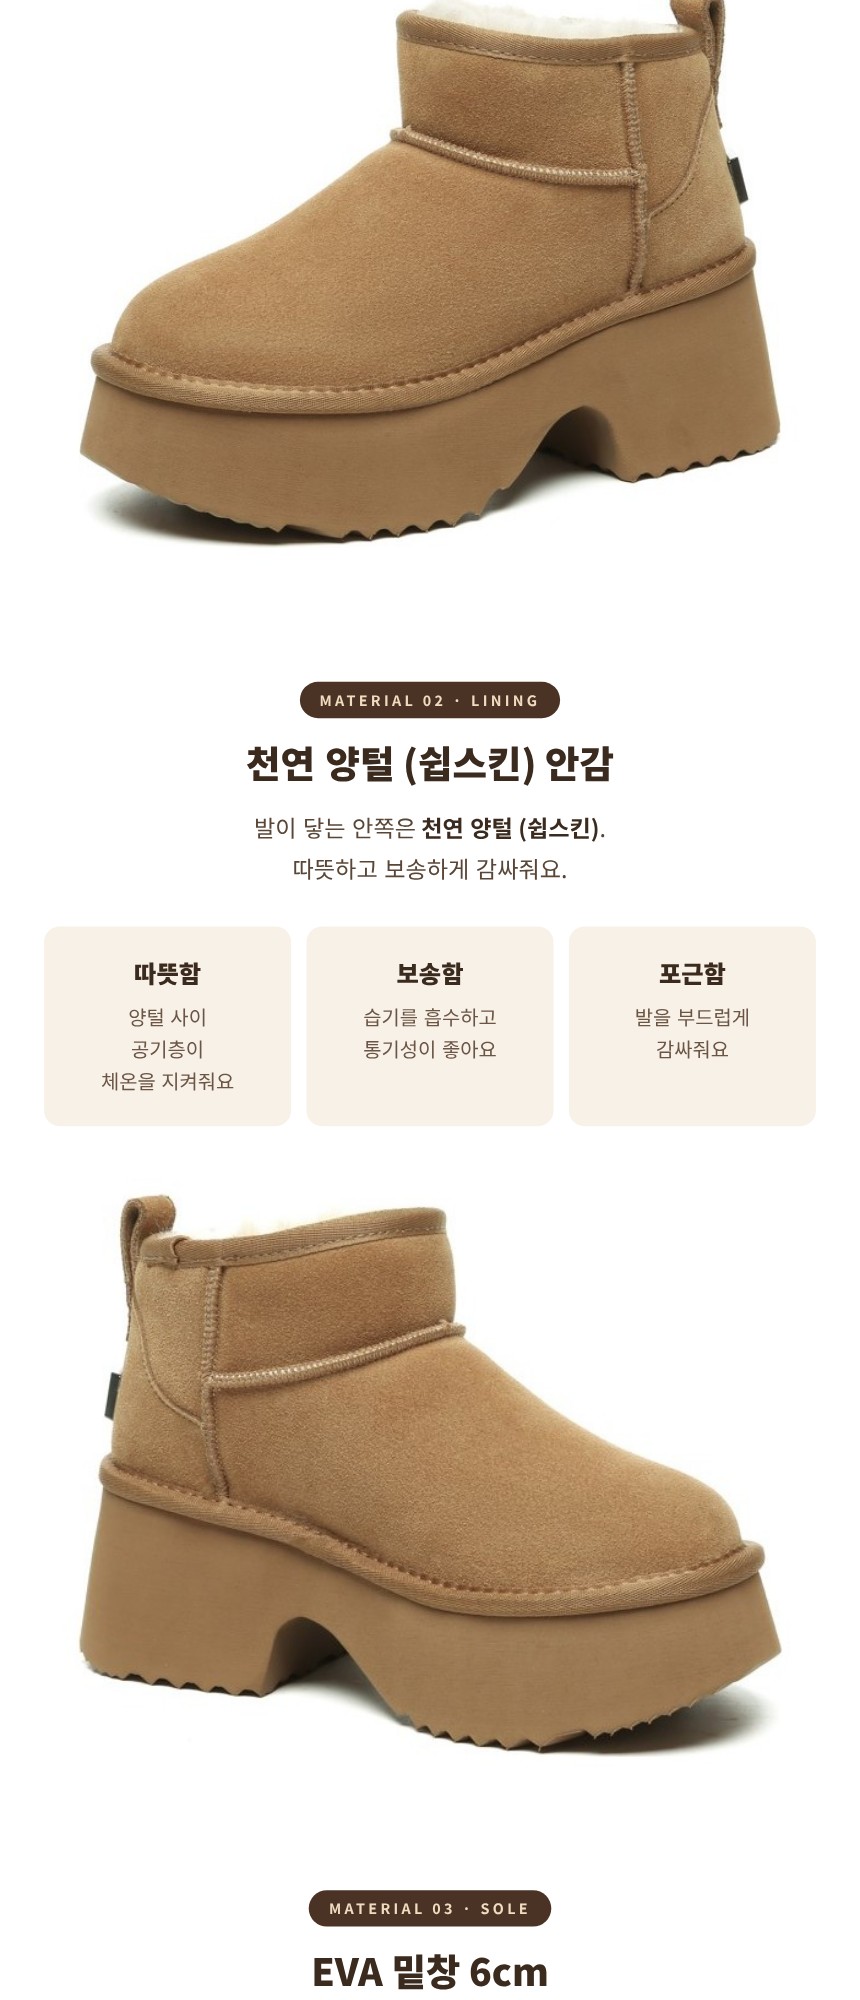 MATERIAL 02 · LINING
천연 양털 (쉽스킨) 안감
발이 닿는 안쪽은 천연 양털 (쉽스킨).
따뜻하고 보송하게 감싸줘요.
따뜻함
양털 사이
공기층이
체온을 지켜줘요
보송함
습기를 흡수하고
통기성이 좋아요
포근함
발을 부드럽게
감싸줘요
MATERIAL 03 · SOLE
EVA 밑창 6cm